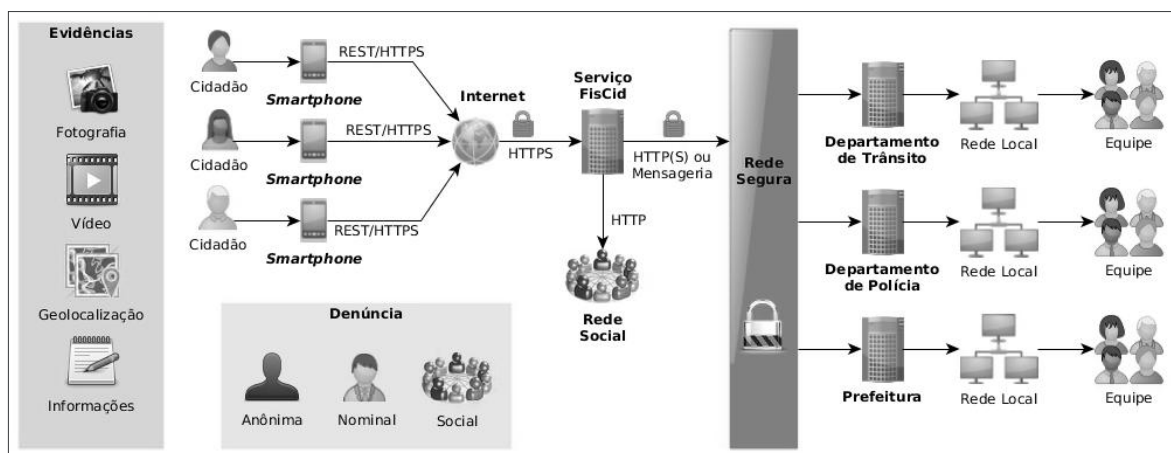 Evidências
Fotografia
Vídeo
Geolocalização
Informações
Cidadão
Smartphone
REST/HTTPS
Cidadão
Smartphone
REST/HTTPS
Cidadão
Smartphone
REST/HTTPS
Internet
HTTPS
Serviço
FisCid
HTTP(S) ou
Mensageria
HTTP
Rede
Social
Denúncia
Anônima
Nominal
Social
Rede
Segura
Departamento
de Trânsito
Rede Local
Equipe
Departamento
de Polícia
Rede Local
Equipe
Prefeitura
Rede Local
Equipe